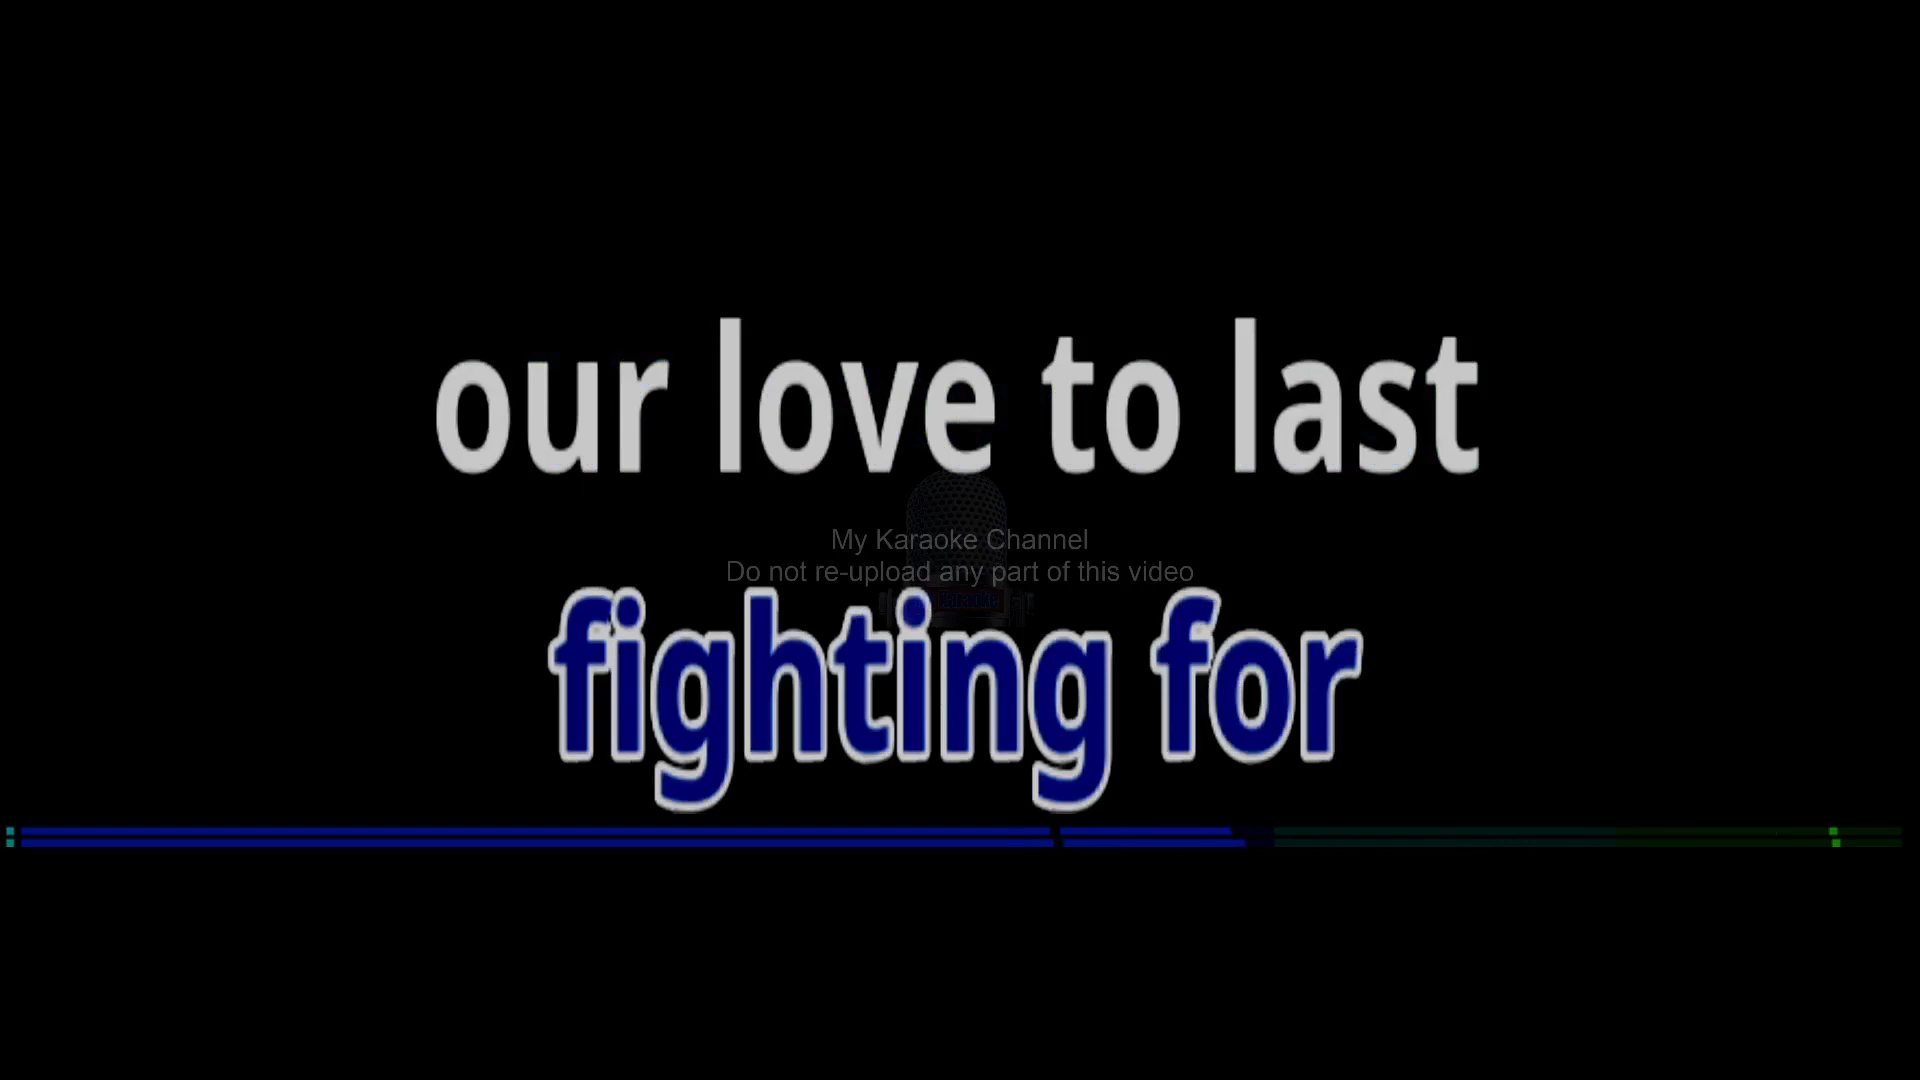 our love to last
My Karaoke Channel
Do not re-upload any part of this video
fighting for